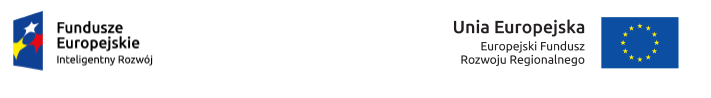 Fundusze
Europejskie
Inteligentny Rozwój
Unia Europejska
Europejski Fundusz
Rozwoju Regionalnego